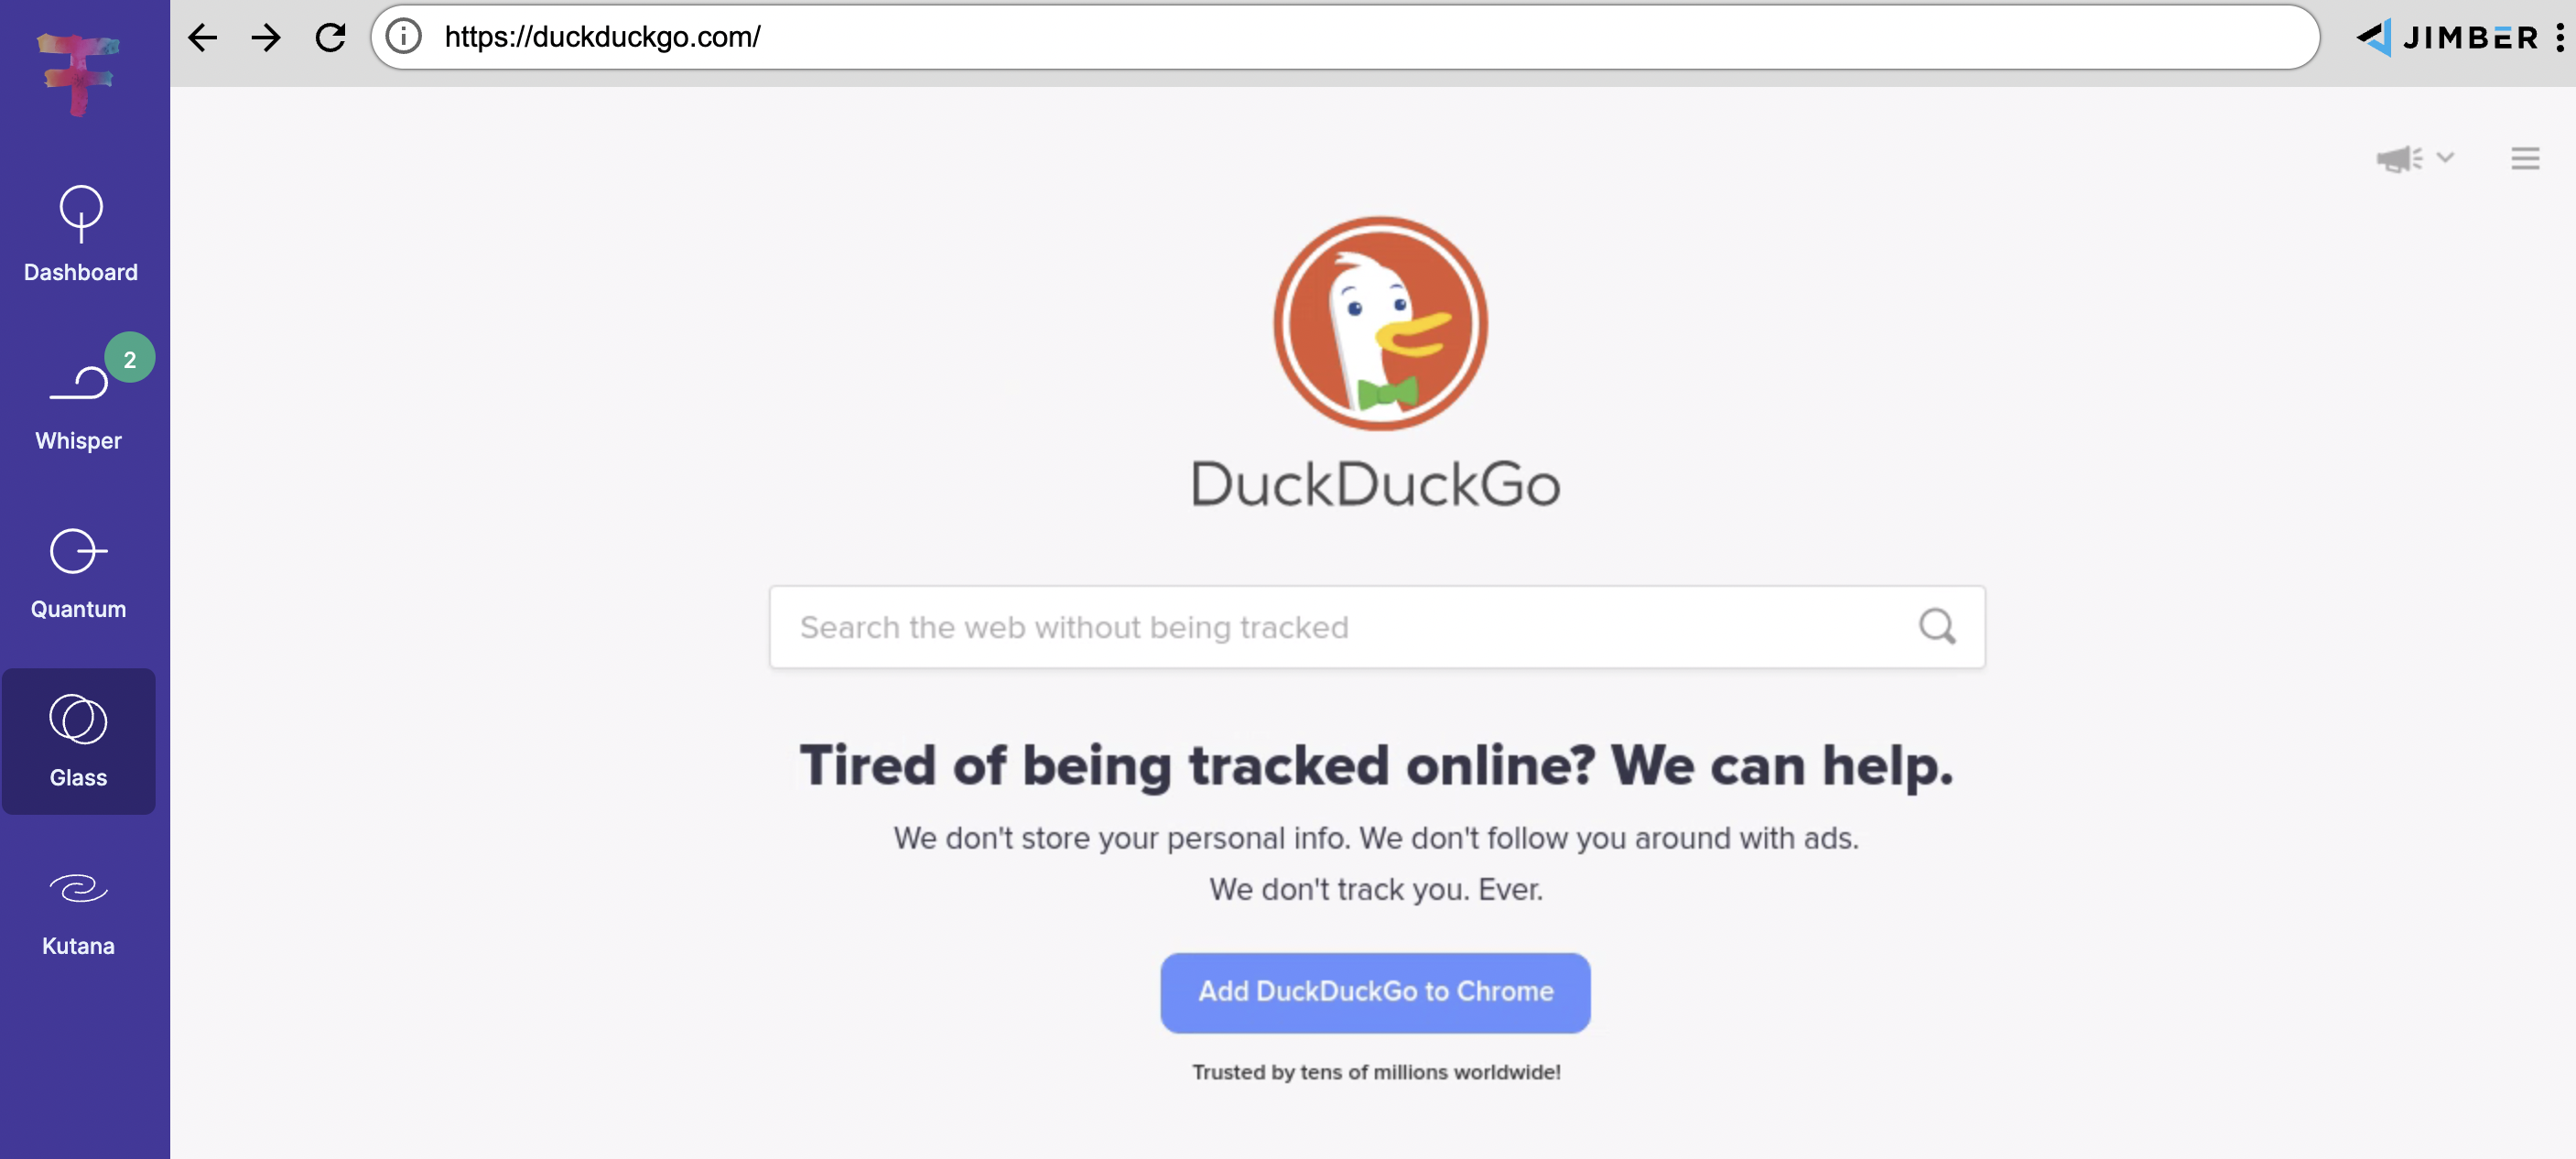 https://duckduckgo.com/
JIMBER
Dashboard
2
Whisper
Quantum
Glass
Kutana
DuckDuckGo
Search the web without being tracked
Tired of being tracked online? We can help.
We don't store your personal info. We don't follow you around with ads.
We don't track you. Ever.
Add DuckDuckGo to Chrome
Trusted by tens of millions worldwide!